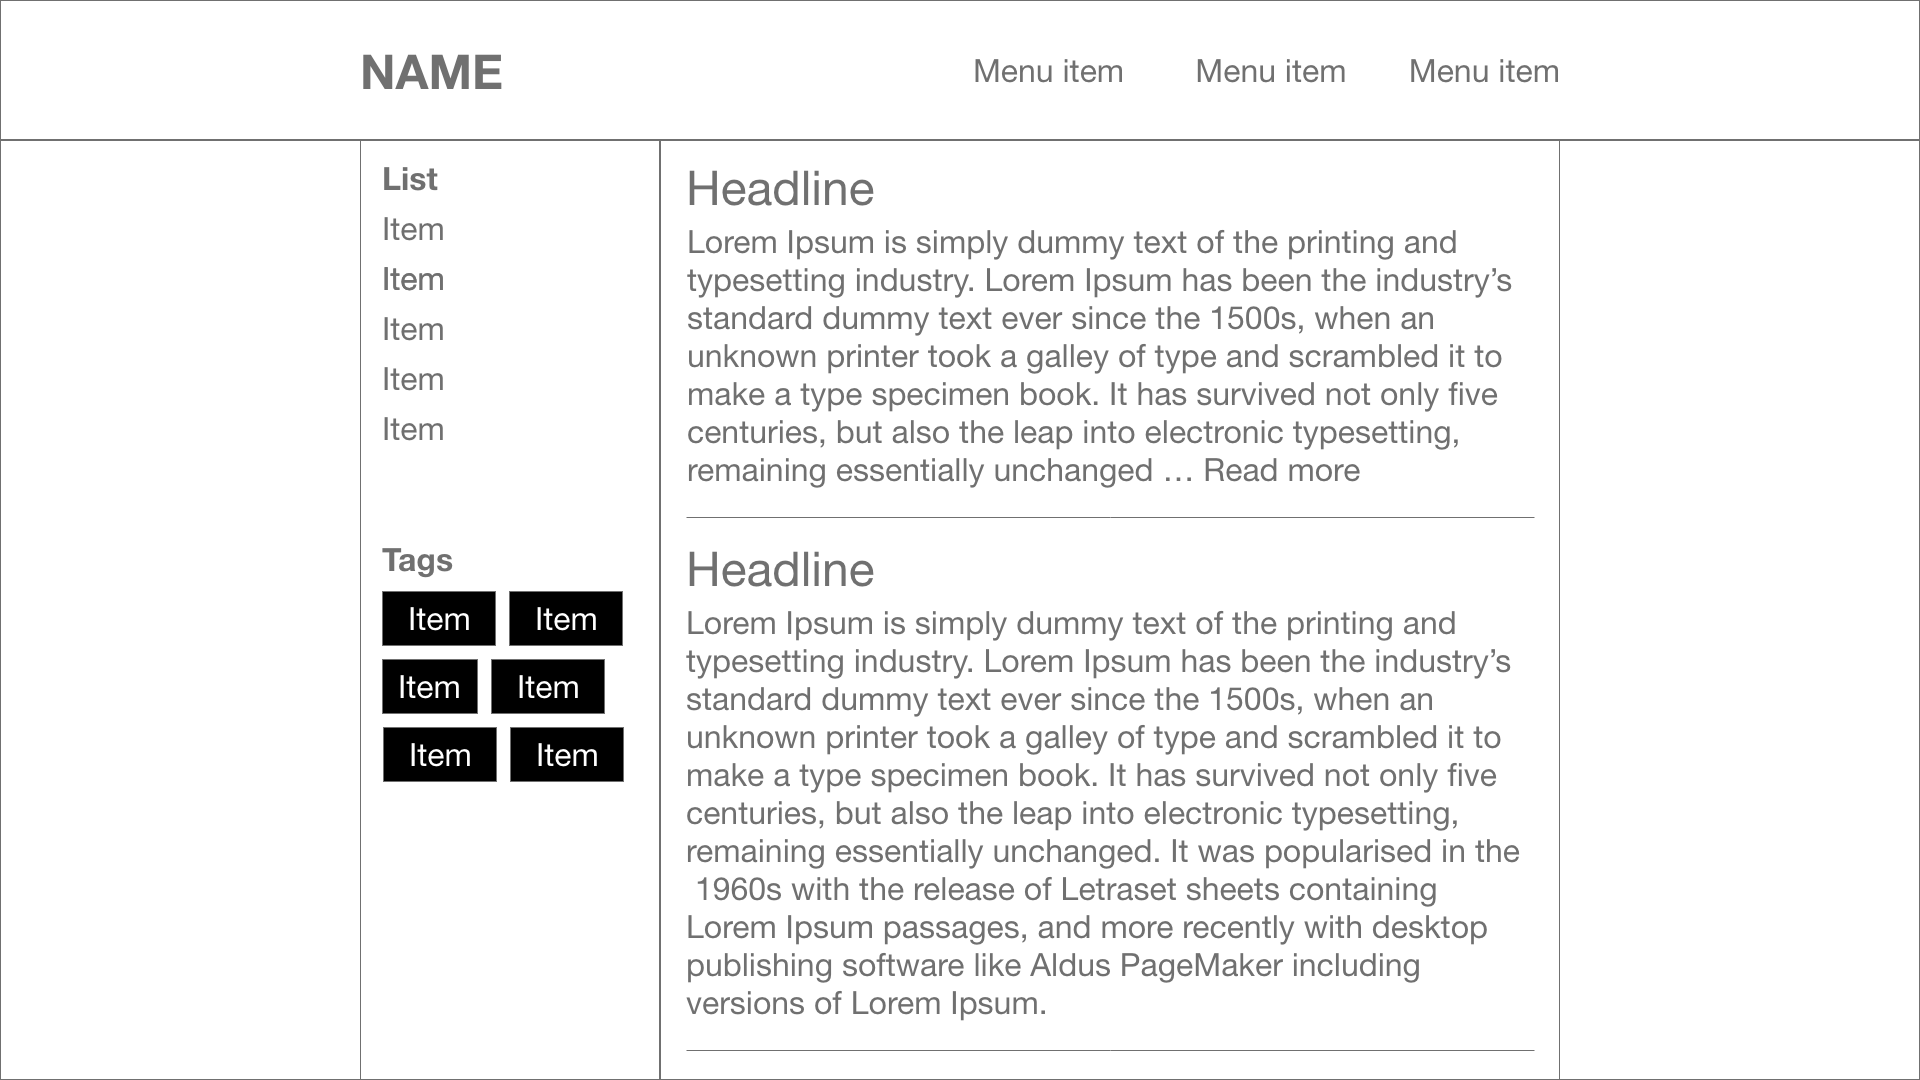 NAME
Menu item Menu item Menu item
List
Item
Item
Item
Item
Item
Tags
Item Item
Item Item
Item Item
Headline
Lorem Ipsum is simply dummy text of the printing and
typesetting industry. Lorem Ipsum has been the industry’s
standard dummy text ever since the 1500s, when an
unknown printer took a galley of type and scrambled it to
make a type specimen book. It has survived not only five
centuries, but also the leap into electronic typesetting,
remaining essentially unchanged … Read more
Headline
Lorem Ipsum is simply dummy text of the printing and
typesetting industry. Lorem Ipsum has been the industry’s
standard dummy text ever since the 1500s, when an
unknown printer took a galley of type and scrambled it to
make a type specimen book. It has survived not only five
centuries, but also the leap into electronic typesetting,
remaining essentially unchanged. It was popularised in the
1960s with the release of Letraset sheets containing
Lorem Ipsum passages, and more recently with desktop
publishing software like Aldus PageMaker including
versions of Lorem Ipsum.